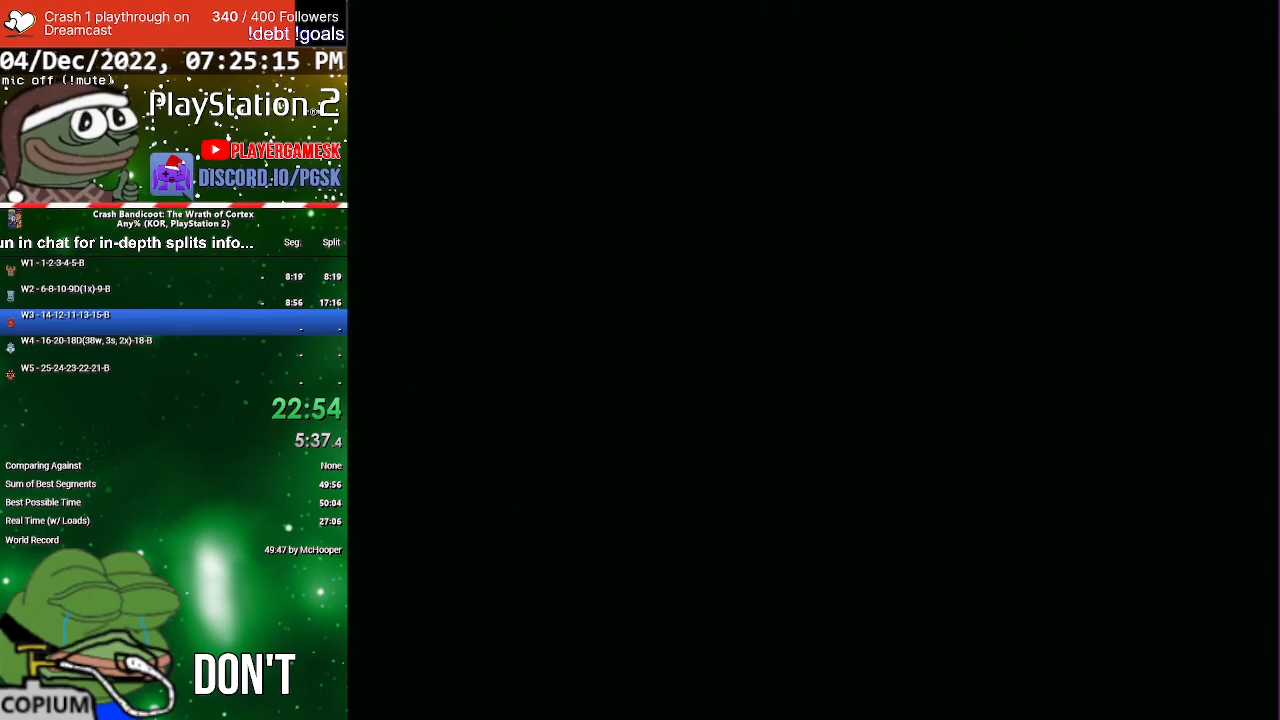 Crash 1 playthrough on Dreamcast
340 / 400 Followers
!debt !goals
04/Dec/2022, 07:25:15 PM
mic off (!mute)
PlayStation®2
PLAYERGAMESK
DISCORD.IO/PGSK
Crash Bandicoot: The Wrath of Cortex
Any% (KOR, PlayStation 2)
un in chat for in-depth splits info... Seg. Split
W1 - 1-2-3-4-5-B
- 8:19 8:19
W2 - 6-8-10-9D(1x)-9-B
- 8:56 17:16
W3 - 14-12-11-13-15-B
- -
W4 - 16-20-18D(38w, 3s, 2x)-18-B
- -
W5 - 25-24-23-22-21-B
- -
22:54
5:37.4
Comparing Against None
Sum of Best Segments 49:56
Best Possible Time 50:04
Real Time (w/ Loads) 27:06
World Record
49:47 by McHooper
DON'T
COPIUM